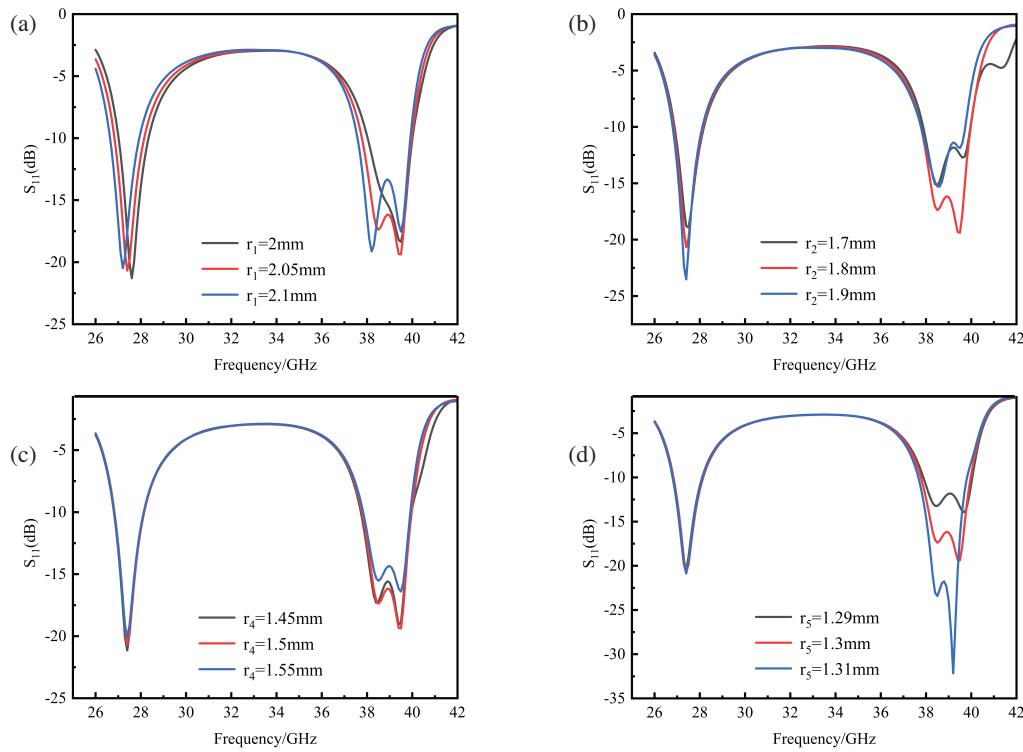 (a)
0
-5
-10
-15
-20
-25
S11(dB)
r1=2mm
r1=2.05mm
r1=2.1mm
26 28 30 32 34 36 38 40 42
Frequency/GHz
(b)
0
-5
-10
-15
-20
-25
S11(dB)
r2=1.7mm
r2=1.8mm
r2=1.9mm
26 28 30 32 34 36 38 40 42
Frequency/GHz
(c)
-5
-10
-15
-20
-25
S11(dB)
r4=1.45mm
r4=1.5mm
r4=1.55mm
26 28 30 32 34 36 38 40 42
Frequency/GHz
(d)
-5
-10
-15
-20
-25
-30
-35
S11(dB)
r5=1.29mm
r5=1.3mm
r5=1.31mm
26 28 30 32 34 36 38 40 42
Frequency/GHz